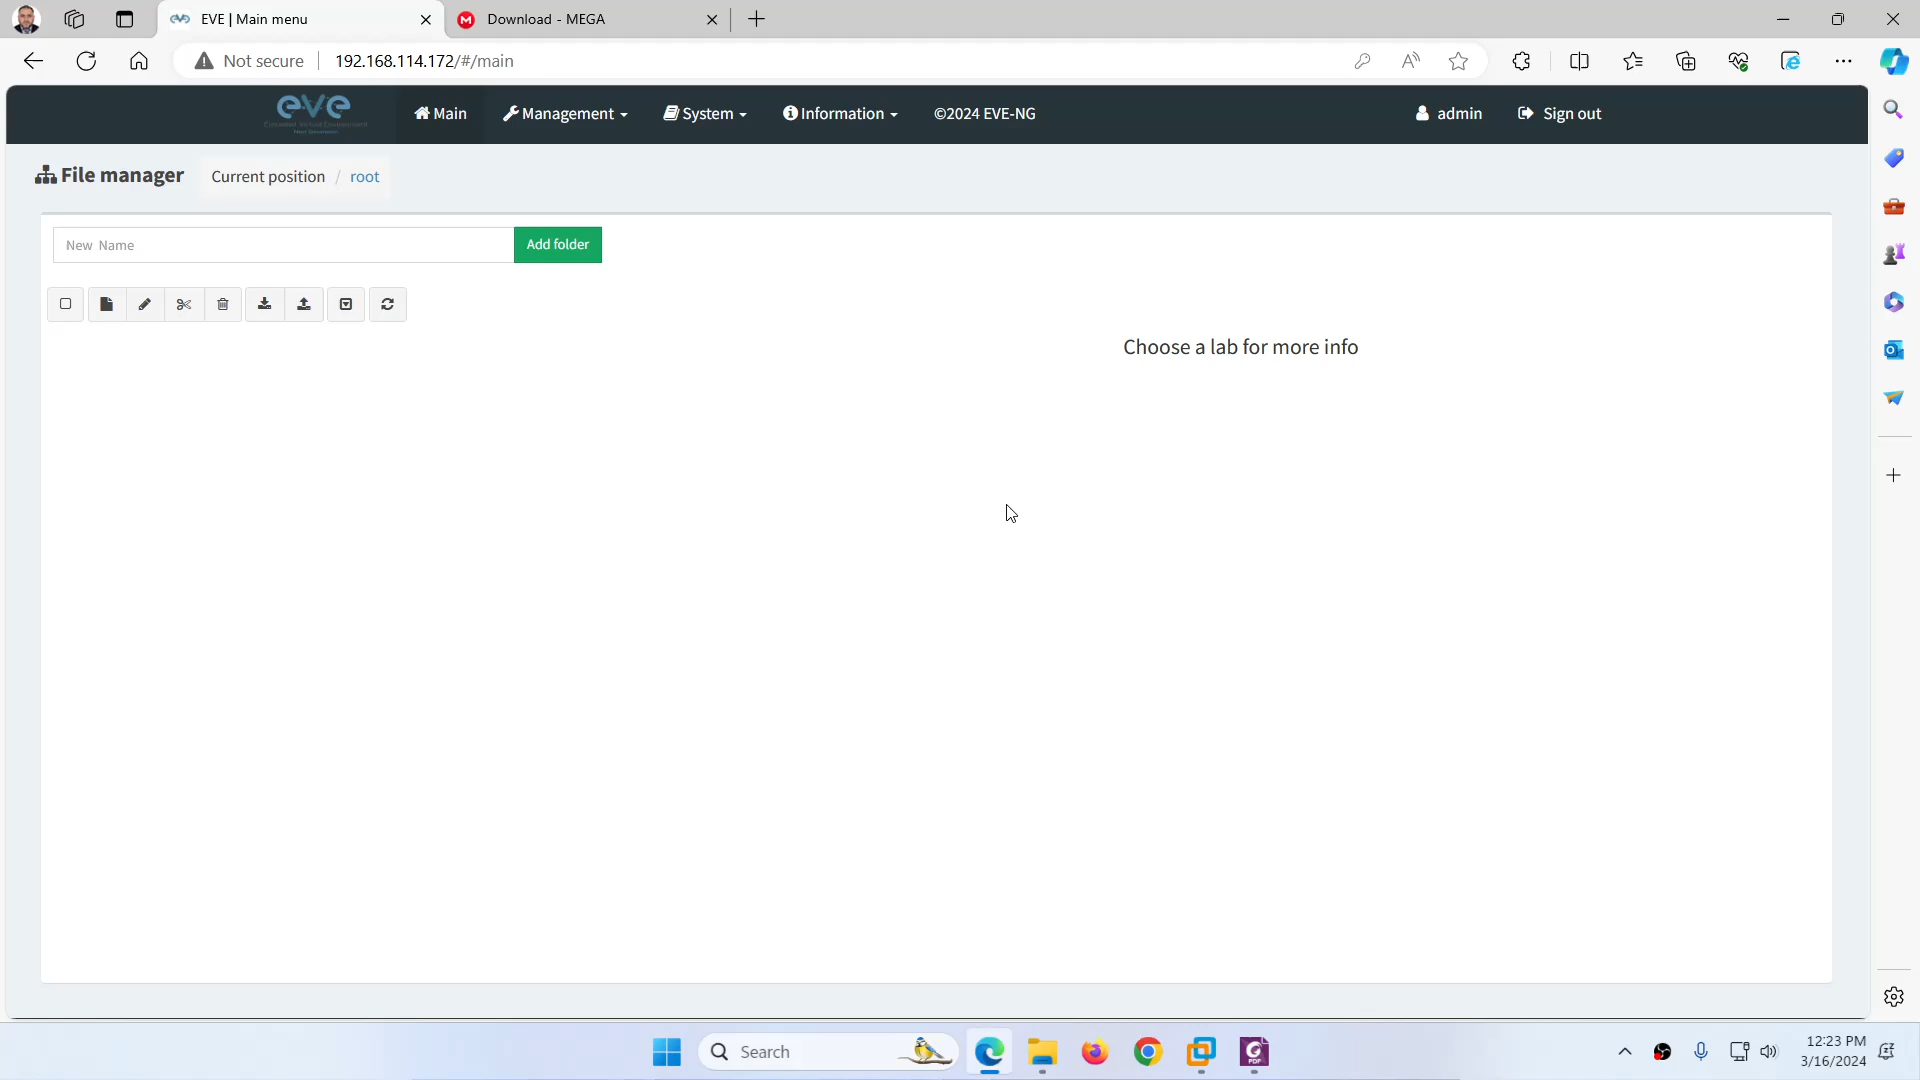 EVE | Main menu
Download - MEGA
Not secure
192.168.114.172/#/main
eve
Main
Management
System
Information
©2024 EVE-NG
admin
Sign out
File manager
Current position / root
New Name
Add folder
Choose a lab for more info
Search
PDF
12:23 PM
3/16/2024